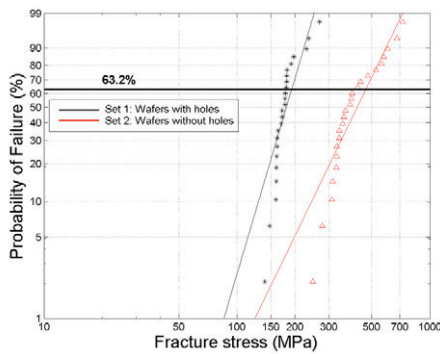 99
90
80
70
60
50
40
30
20
10
5
2
1
Probability of Failure (%)
63.2%
Set 1: Wafers with holes
Set 2: Wafers without holes
10 50 100 150 200 300 400 500 700 1000
Fracture stress (MPa)